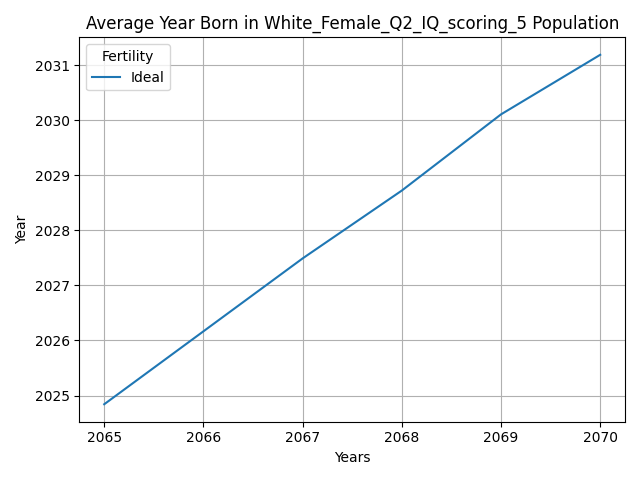 Average Year Born in White_Female_Q2_IQ_scoring_5 Population
Fertility
Ideal
2031
2030
2029
2028
2027
2026
2025
Year
2065 2066 2067 2068 2069 2070
Years